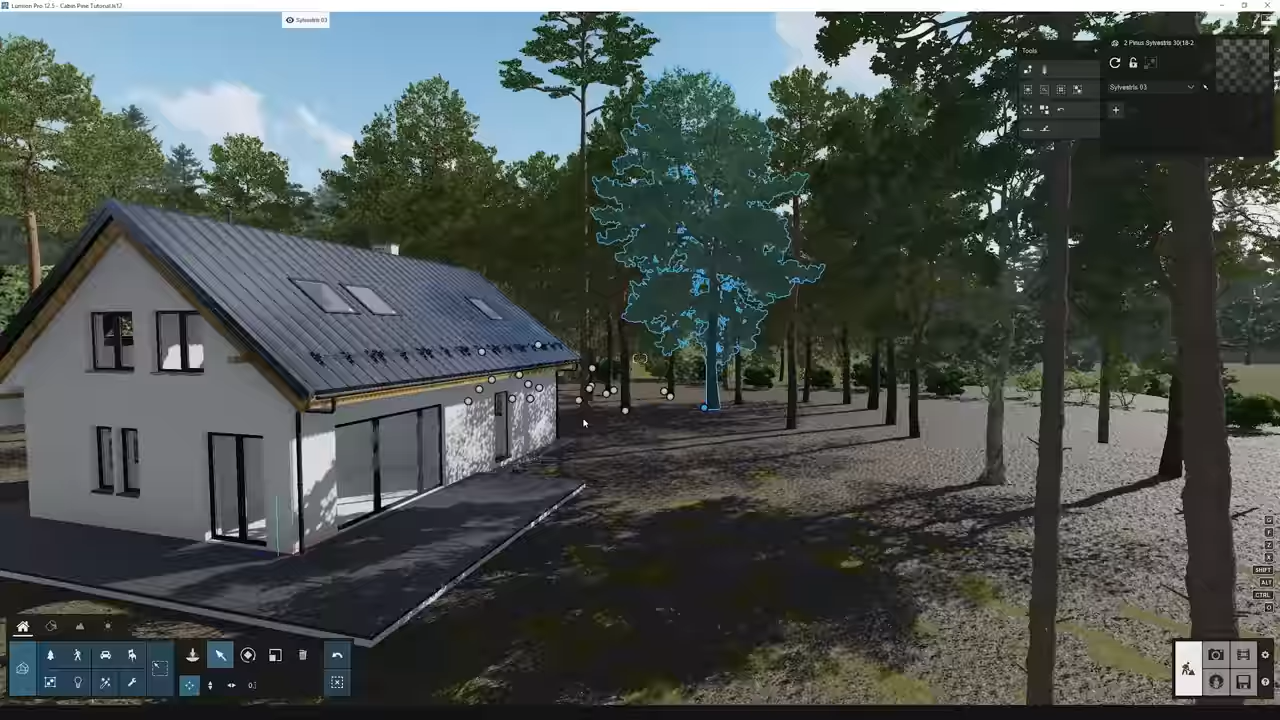 Lumion Pro 12.5 - Cabin Pine Tutorial.ls12
Sylvestris 03
Tools
2 Pinus Sylvestris 30(18-2
Sylvestris 03
G
F
Z
X
SHIFT
ALT
CTRL
O